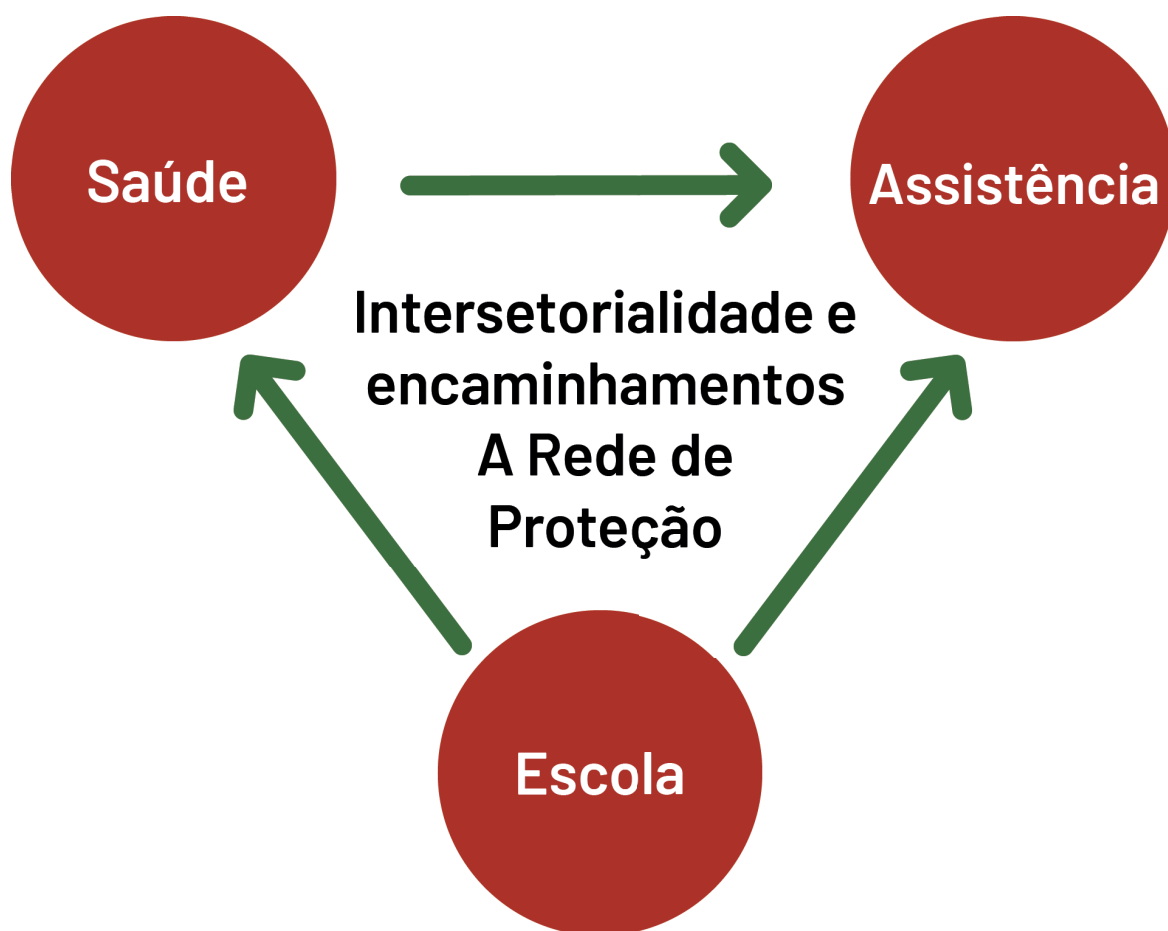 Saúde
Assistência
Intersetorialidade e
encaminhamentos
A Rede de
Proteção
Escola